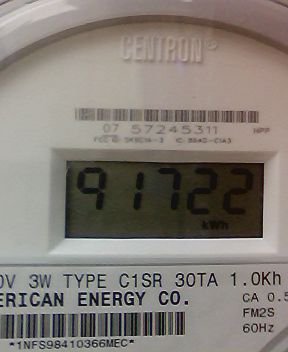 CENTRON®
07 57245311 HPP
91722
kWh
0V 3W TYPE C1SR 30TA 1.0Kh
ERICAN ENERGY CO.
CA 0.5
FM2S
60Hz
*1NFS98410366MEC*